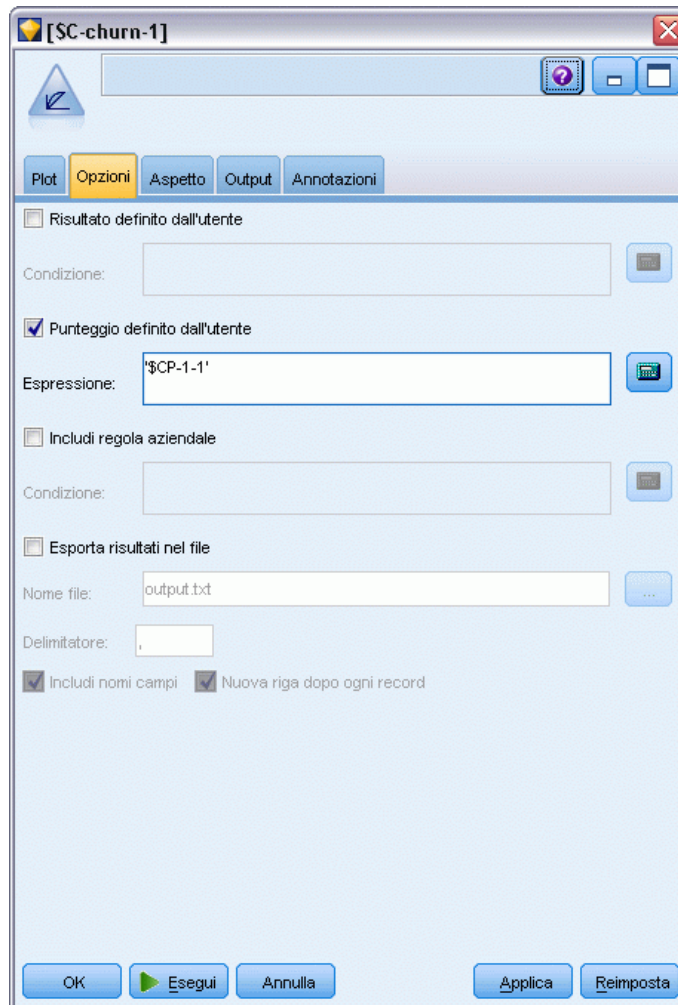 [$C-churn-1]
Plot Opzioni Aspetto Output Annotazioni
Risultato definito dall'utente
Condizione:
Punteggio definito dall'utente
Espressione: '$CP-1-1'
Includi regola aziendale
Condizione:
Esporta risultati nel file
Nome file: output.txt ...
Delimitatore: ,
Includi nomi campi Nuova riga dopo ogni record
OK Esegui Annulla Applica Reimposta